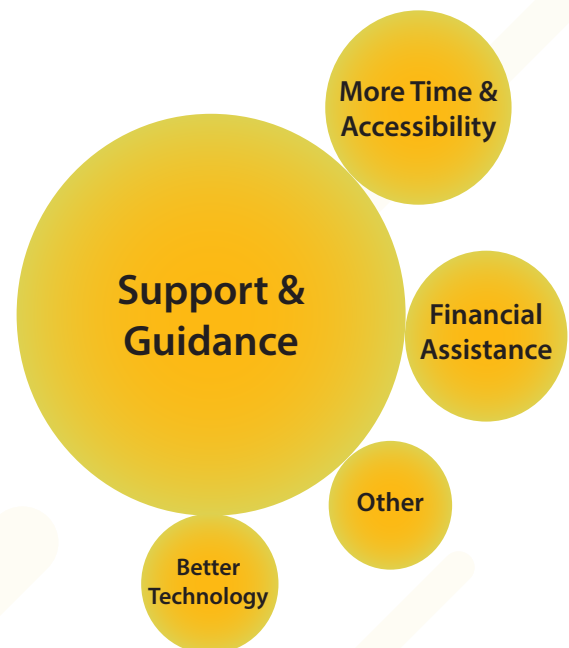 More Time &
Accessibility
Support &
Guidance
Financial
Assistance
Other
Better
Technology